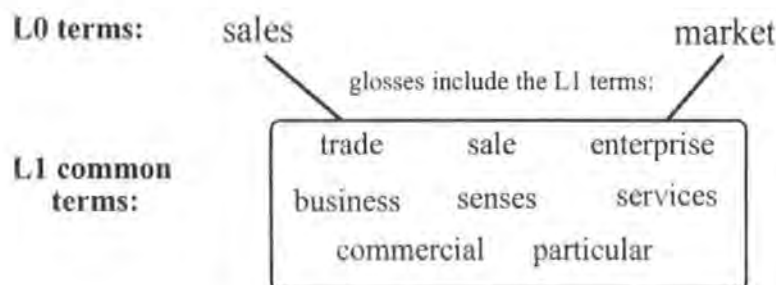 L0 terms: sales market
glosses include the L1 terms:
trade sale enterprise
L1 common
terms:
business senses services
commercial particular